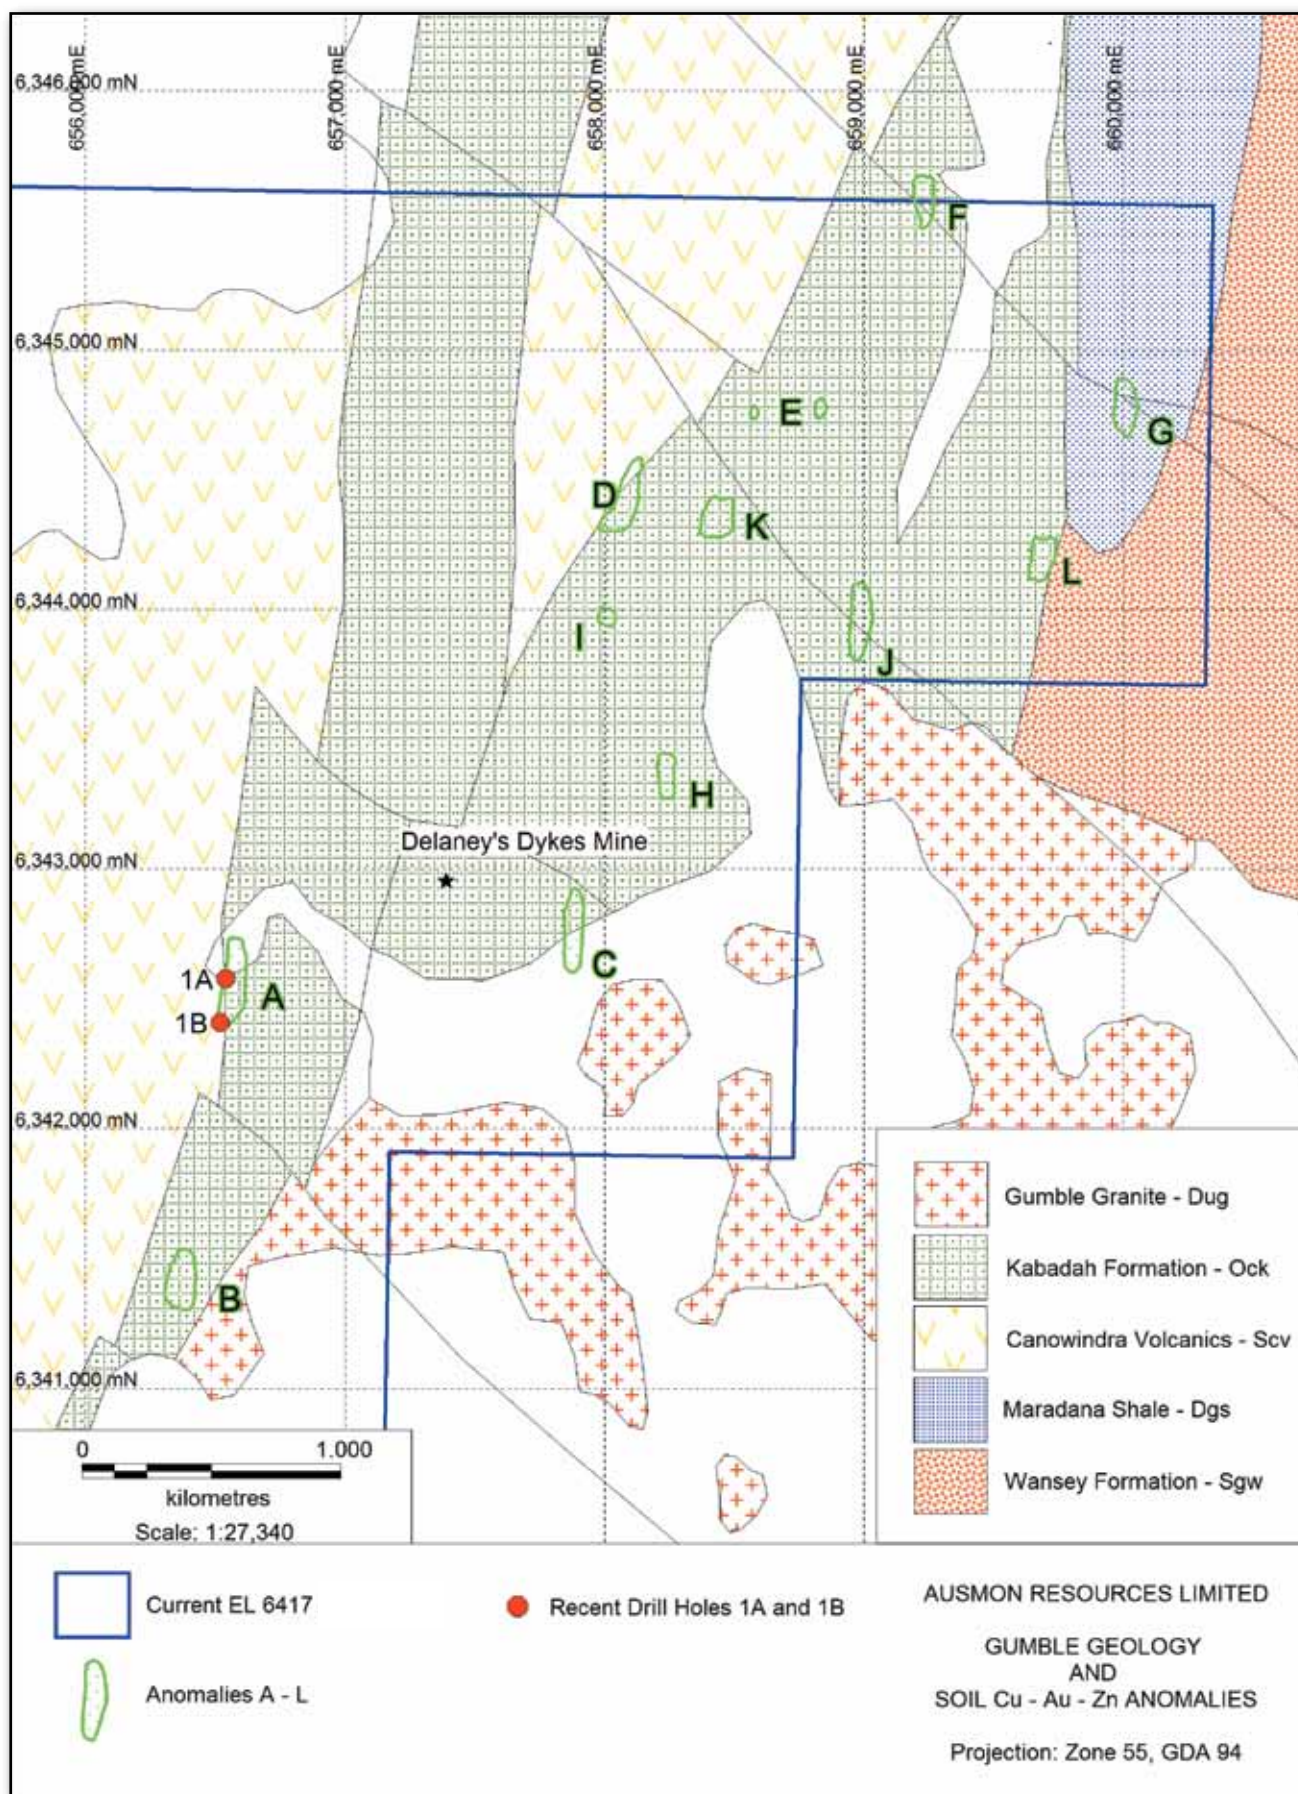 656,000 mE
657,000 mE
658,000 mE
659,000 mE
660,000 mE
6,346,000 mN
F
6,345,000 mN
E
G
D
K
L
6,344,000 mN
I
J
H
Delaney's Dykes Mine
6,343,000 mN
C
1A
A
1B
6,342,000 mN
B
6,341,000 mN
Gumble Granite - Dug
Kabadah Formation - Ock
Canowindra Volcanics - Scv
Maradana Shale - Dgs
Wansey Formation - Sgw
0 1.000
kilometres
Scale: 1:27,340
Current EL 6417
Anomalies A - L
Recent Drill Holes 1A and 1B
AUSMON RESOURCES LIMITED
GUMBLE GEOLOGY
AND
SOIL Cu - Au - Zn ANOMALIES
Projection: Zone 55, GDA 94